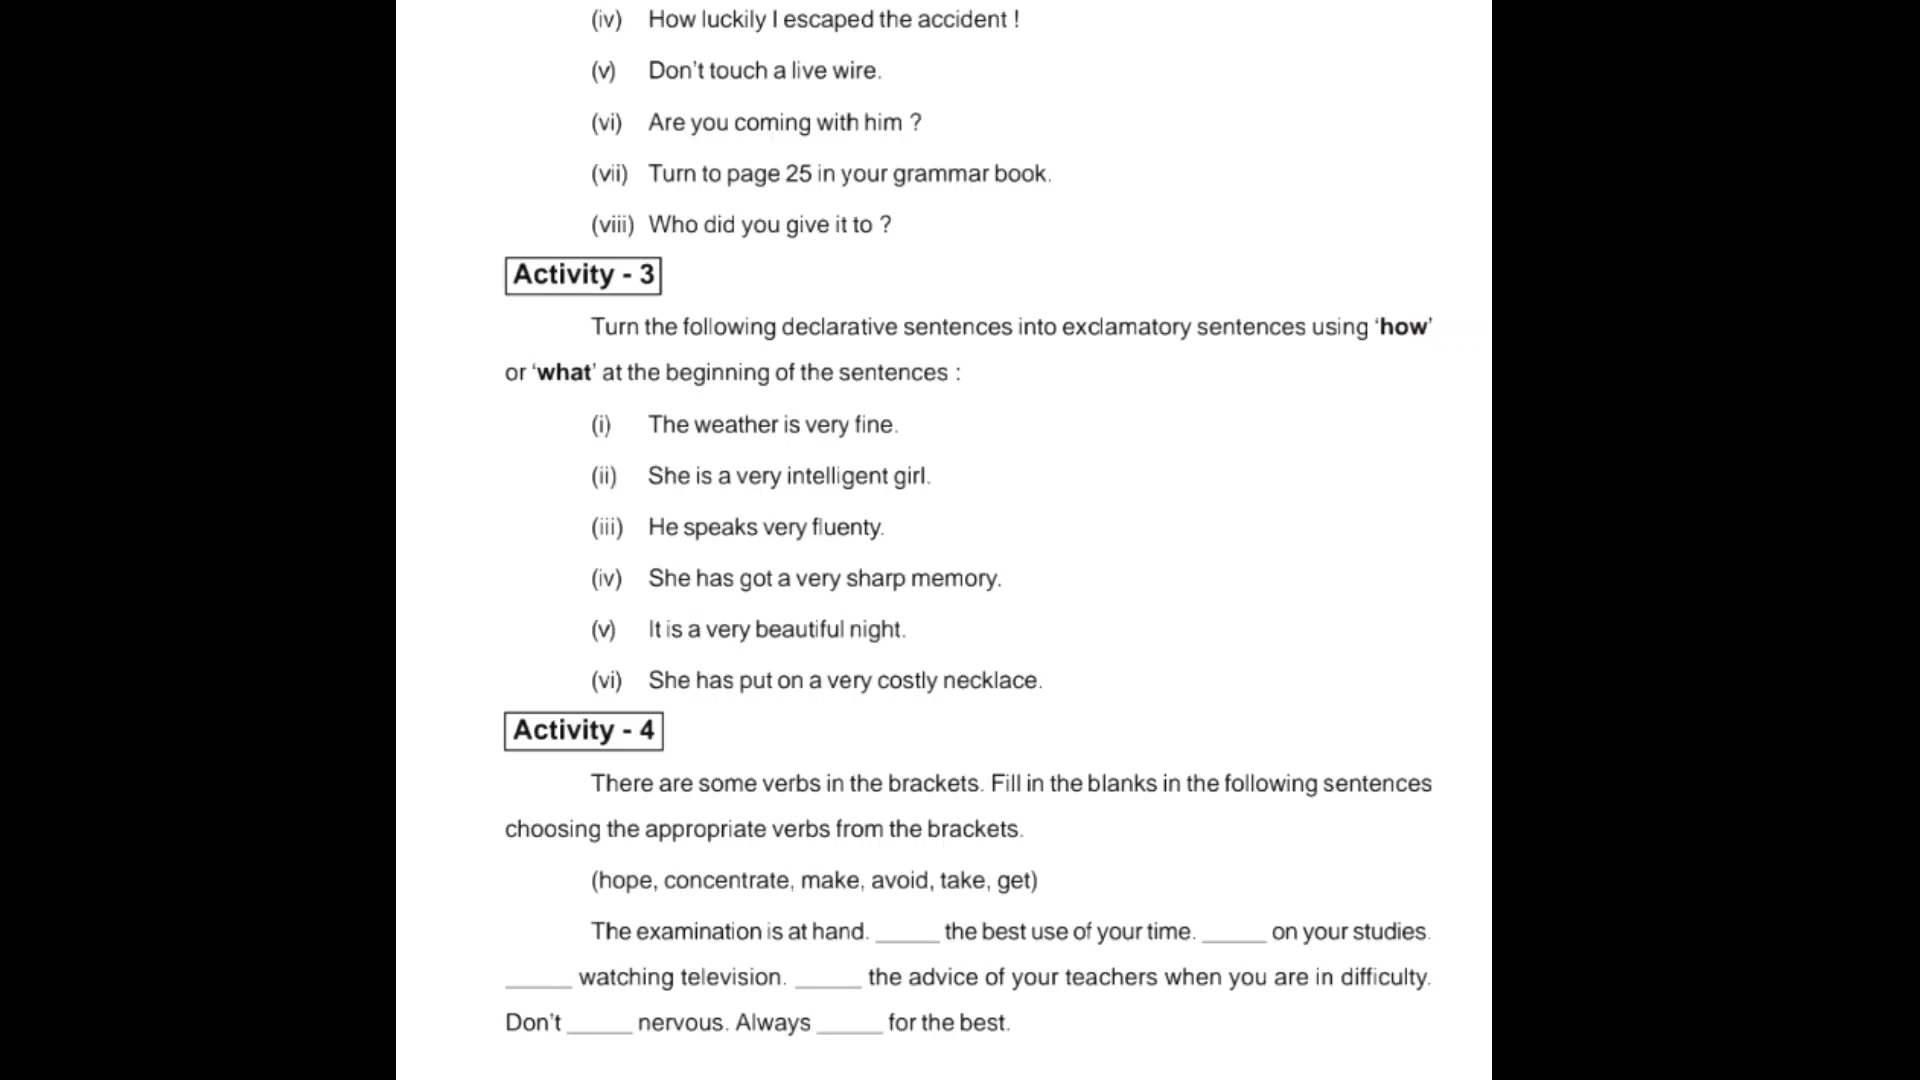 (iv) How luckily I escaped the accident !
(v) Don't touch a live wire.
(vi) Are you coming with him ?
(vii) Turn to page 25 in your grammar book.
(viii) Who did you give it to ?
Activity - 3
Turn the following declarative sentences into exclamatory sentences using 'how'
or 'what' at the beginning of the sentences :
(i) The weather is very fine.
(ii) She is a very intelligent girl.
(iii) He speaks very fluenty.
(iv) She has got a very sharp memory.
(v) It is a very beautiful night.
(vi) She has put on a very costly necklace.
Activity - 4
There are some verbs in the brackets. Fill in the blanks in the following sentences
choosing the appropriate verbs from the brackets.
(hope, concentrate, make, avoid, take, get)
The examination is at hand. _____ the best use of your time. _____ on your studies.
_____ watching television. _____ the advice of your teachers when you are in difficulty.
Don't _____ nervous. Always _____ for the best.